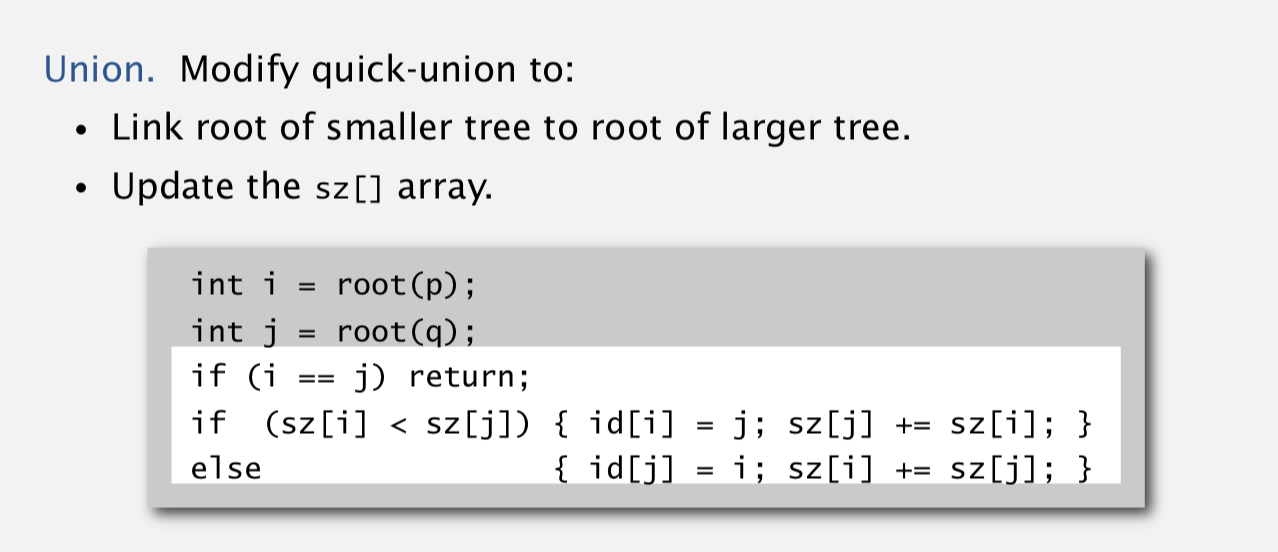 Union. Modify quick-union to:
• Link root of smaller tree to root of larger tree.
• Update the sz[] array.
int i = root(p);
int j = root(q);
if (i == j) return;
if  (sz[i] < sz[j]) { id[i] = j; sz[j] += sz[i]; }
else                { id[j] = i; sz[i] += sz[j]; }